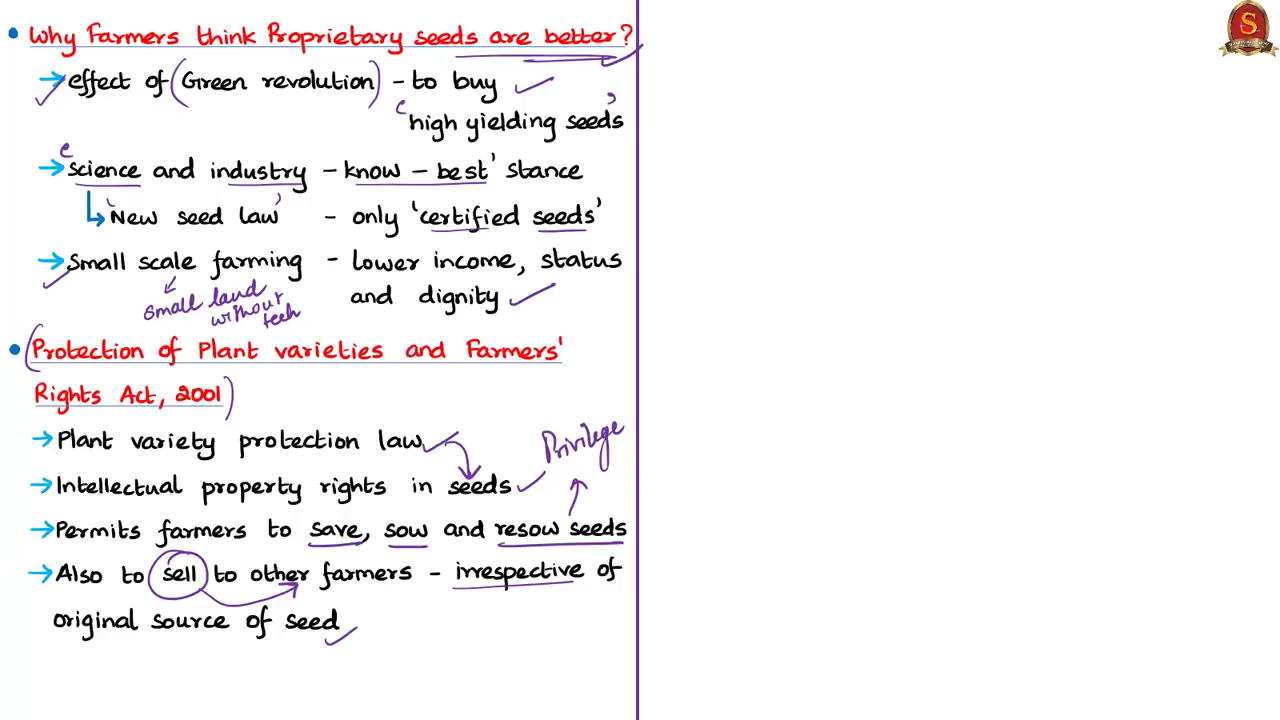 Why Farmers think Proprietary seeds are better?
→ effect of (Green revolution) - to buy
'high yielding seeds'
→ 'science and industry - know - best' stance
↳ 'New seed law' - only 'certified seeds'
→ Small scale farming - lower income, status
and dignity
small land
without
tech
(Protection of Plant varieties and Farmers'
Rights Act, 2001)
→ Plant variety protection law
Privilege
→ Intellectual property rights in seeds
→ Permits farmers to save, sow and resow seeds
→ Also to sell to other farmers - irrespective of
original source of seed
S